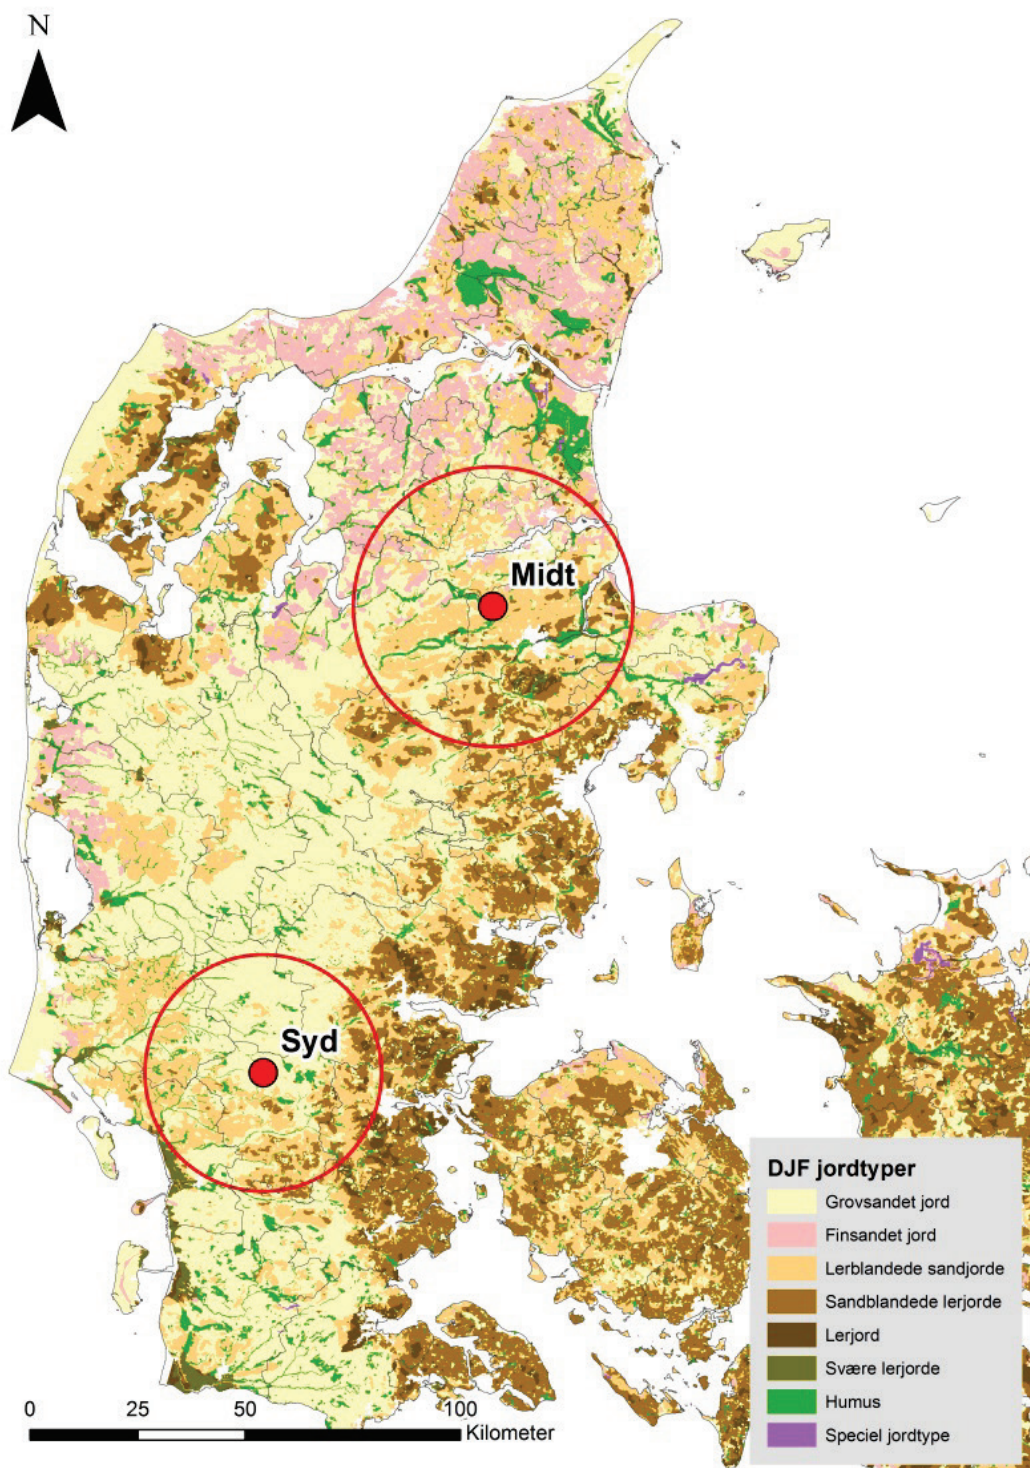 N
Midt
Syd
DJF jordtyper
Grovsandet jord
Finsandet jord
Lerblandede sandjorde
Sandblandede lerjorde
Lerjord
Svære lerjorde
Humus
Speciel jordtype
0 25 50 100
Kilometer